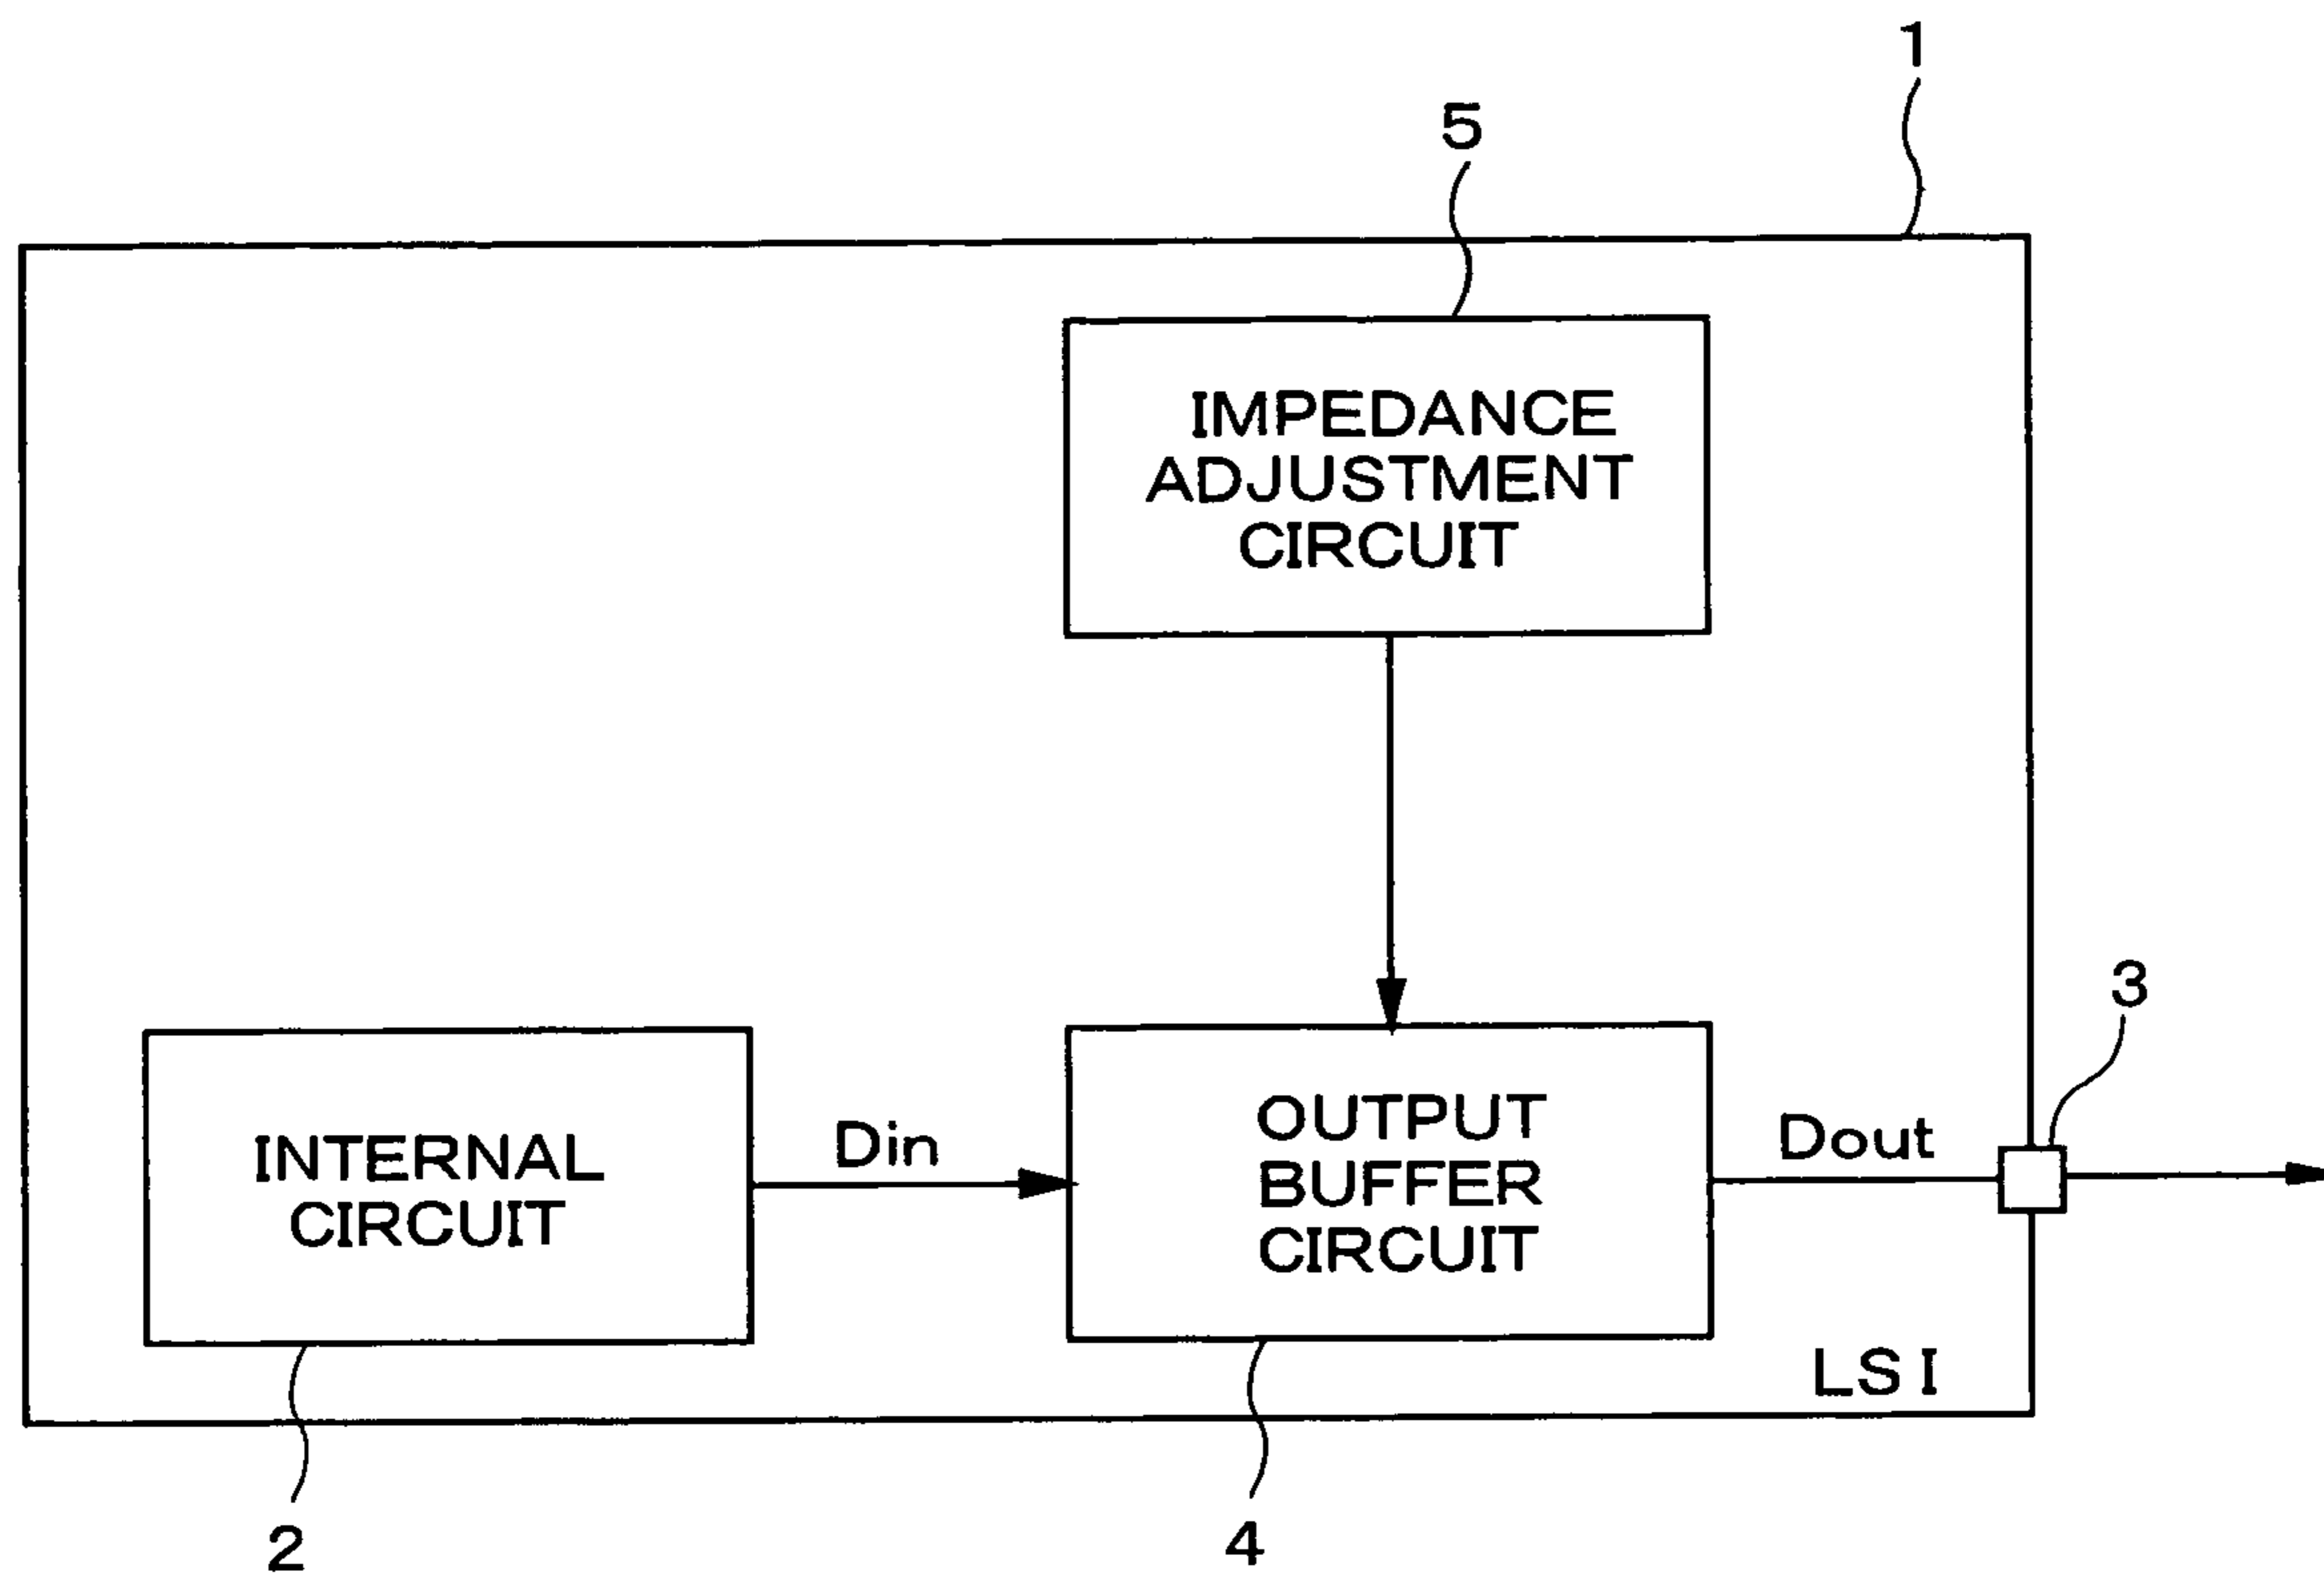 1
5
IMPEDANCE
ADJUSTMENT
CIRCUIT
3
INTERNAL
CIRCUIT
Din
OUTPUT
BUFFER
CIRCUIT
Dout
LSI
2
4